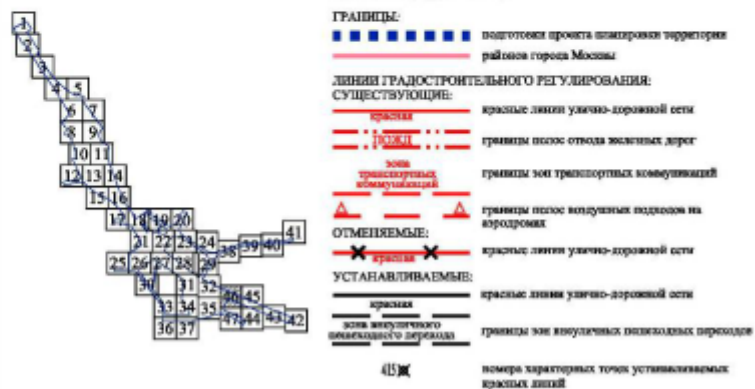 1
2
3
4 5
6 7
8 9
10 11
12 13 14
15 16
17 18 19 20
21 22 23 24 38 39 40 41
25 26 27 28 29
30 31 32 46 45
33 34 35 47 44 43 42
36 37
ГРАНИЦЫ:
подготовки проекта планировки территории
районов города Москвы
ЛИНИИ ГРАДОСТРОИТЕЛЬНОГО РЕГУЛИРОВАНИЯ:
СУЩЕСТВУЮЩИЕ:
красная
красные линии улично-дорожной сети
ПОЖД
границы полос отвода железных дорог
зона
транспортных
коммуникаций
границы зон транспортных коммуникаций
границы полос воздушных подходов на
аэродромах
ОТМЕНЯЕМЫЕ:
красная
красные линии улично-дорожной сети
УСТАНАВЛИВАЕМЫЕ:
красная
красные линии улично-дорожной сети
зона внеуличного
пешеходного перехода
границы зон внеуличных пешеходных переходов
415
номера характерных точек устанавливаемых
красных линий